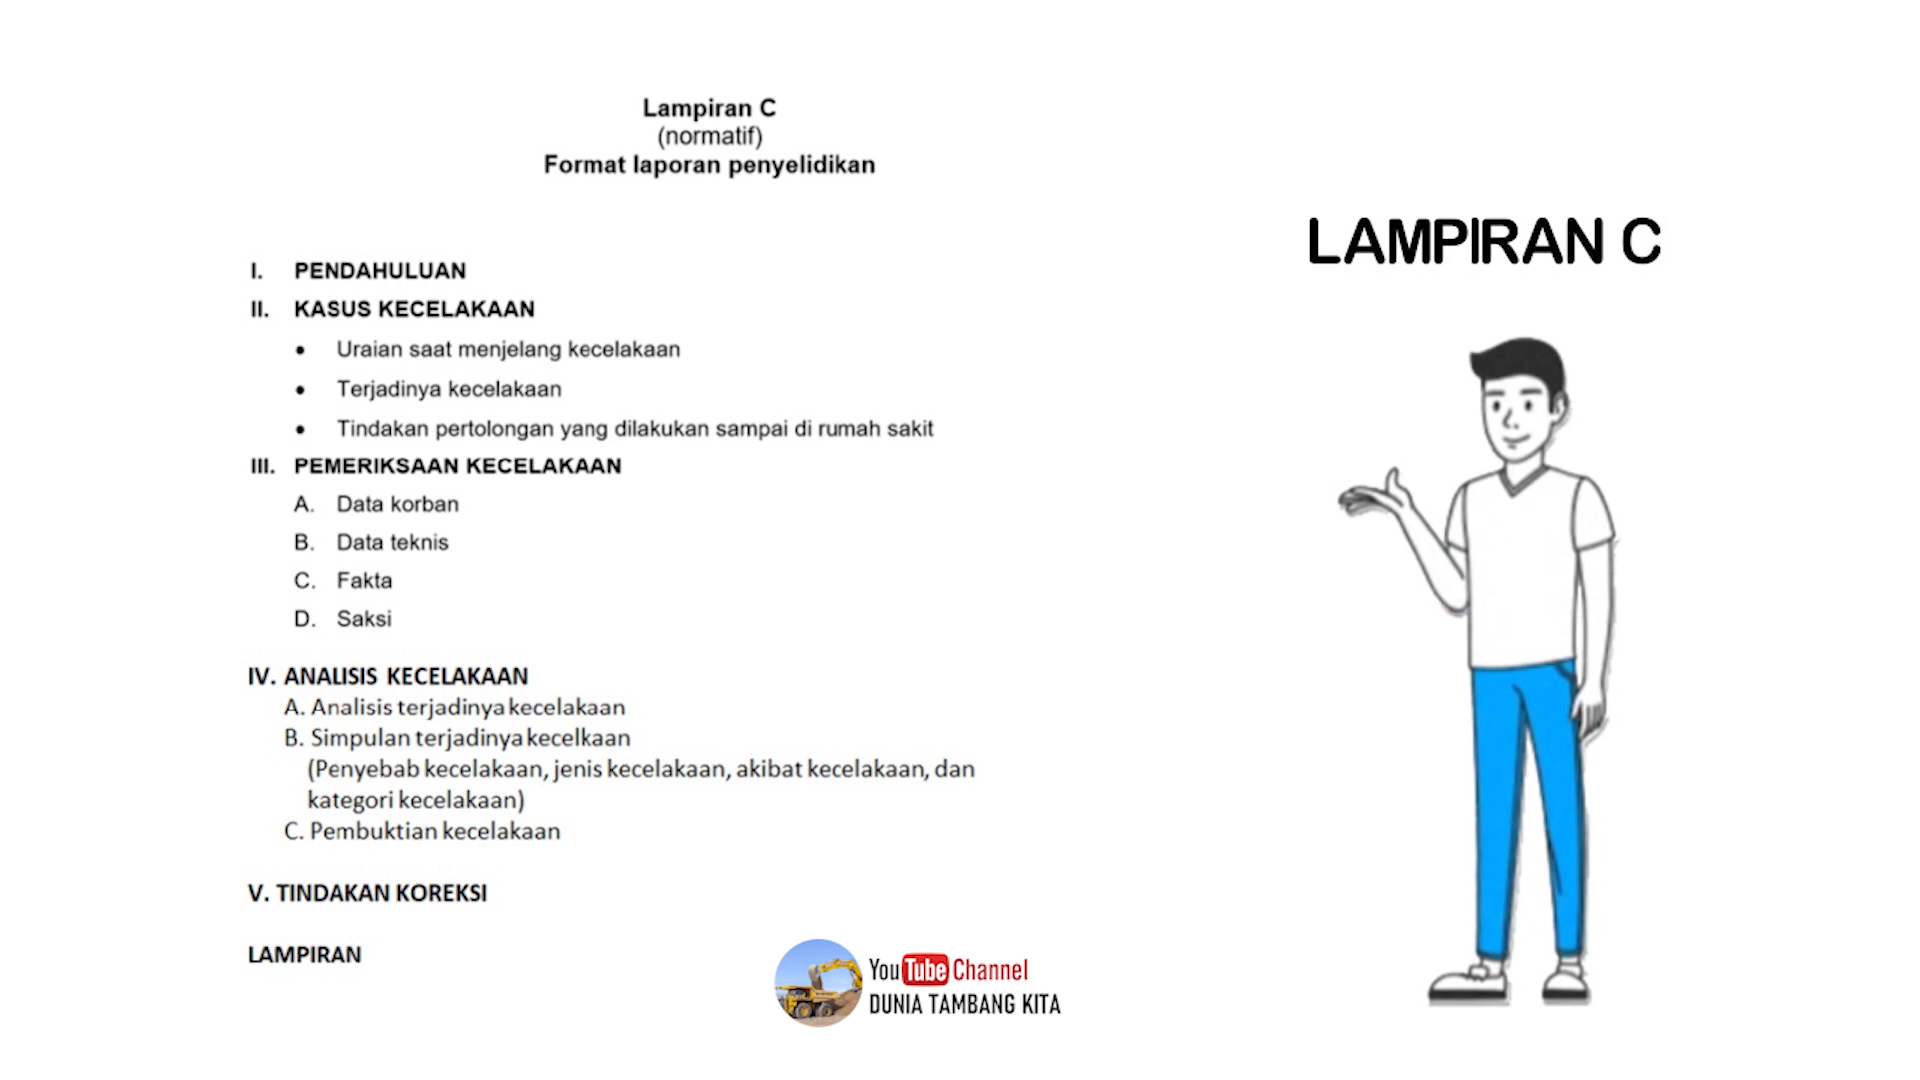 Lampiran C
(normatif)
Format laporan penyelidikan
I. PENDAHULUAN
II. KASUS KECELAKAAN
• Uraian saat menjelang kecelakaan
• Terjadinya kecelakaan
• Tindakan pertolongan yang dilakukan sampai di rumah sakit
III. PEMERIKSAAN KECELAKAAN
A. Data korban
B. Data teknis
C. Fakta
D. Saksi
IV. ANALISIS KECELAKAAN
A. Analisis terjadinya kecelakaan
B. Simpulan terjadinya kecelkaan
(Penyebab kecelakaan, jenis kecelakaan, akibat kecelakaan, dan
kategori kecelakaan)
C. Pembuktian kecelakaan
V. TINDAKAN KOREKSI
LAMPIRAN
LAMPIRAN C
YouTube Channel
DUNIA TAMBANG KITA